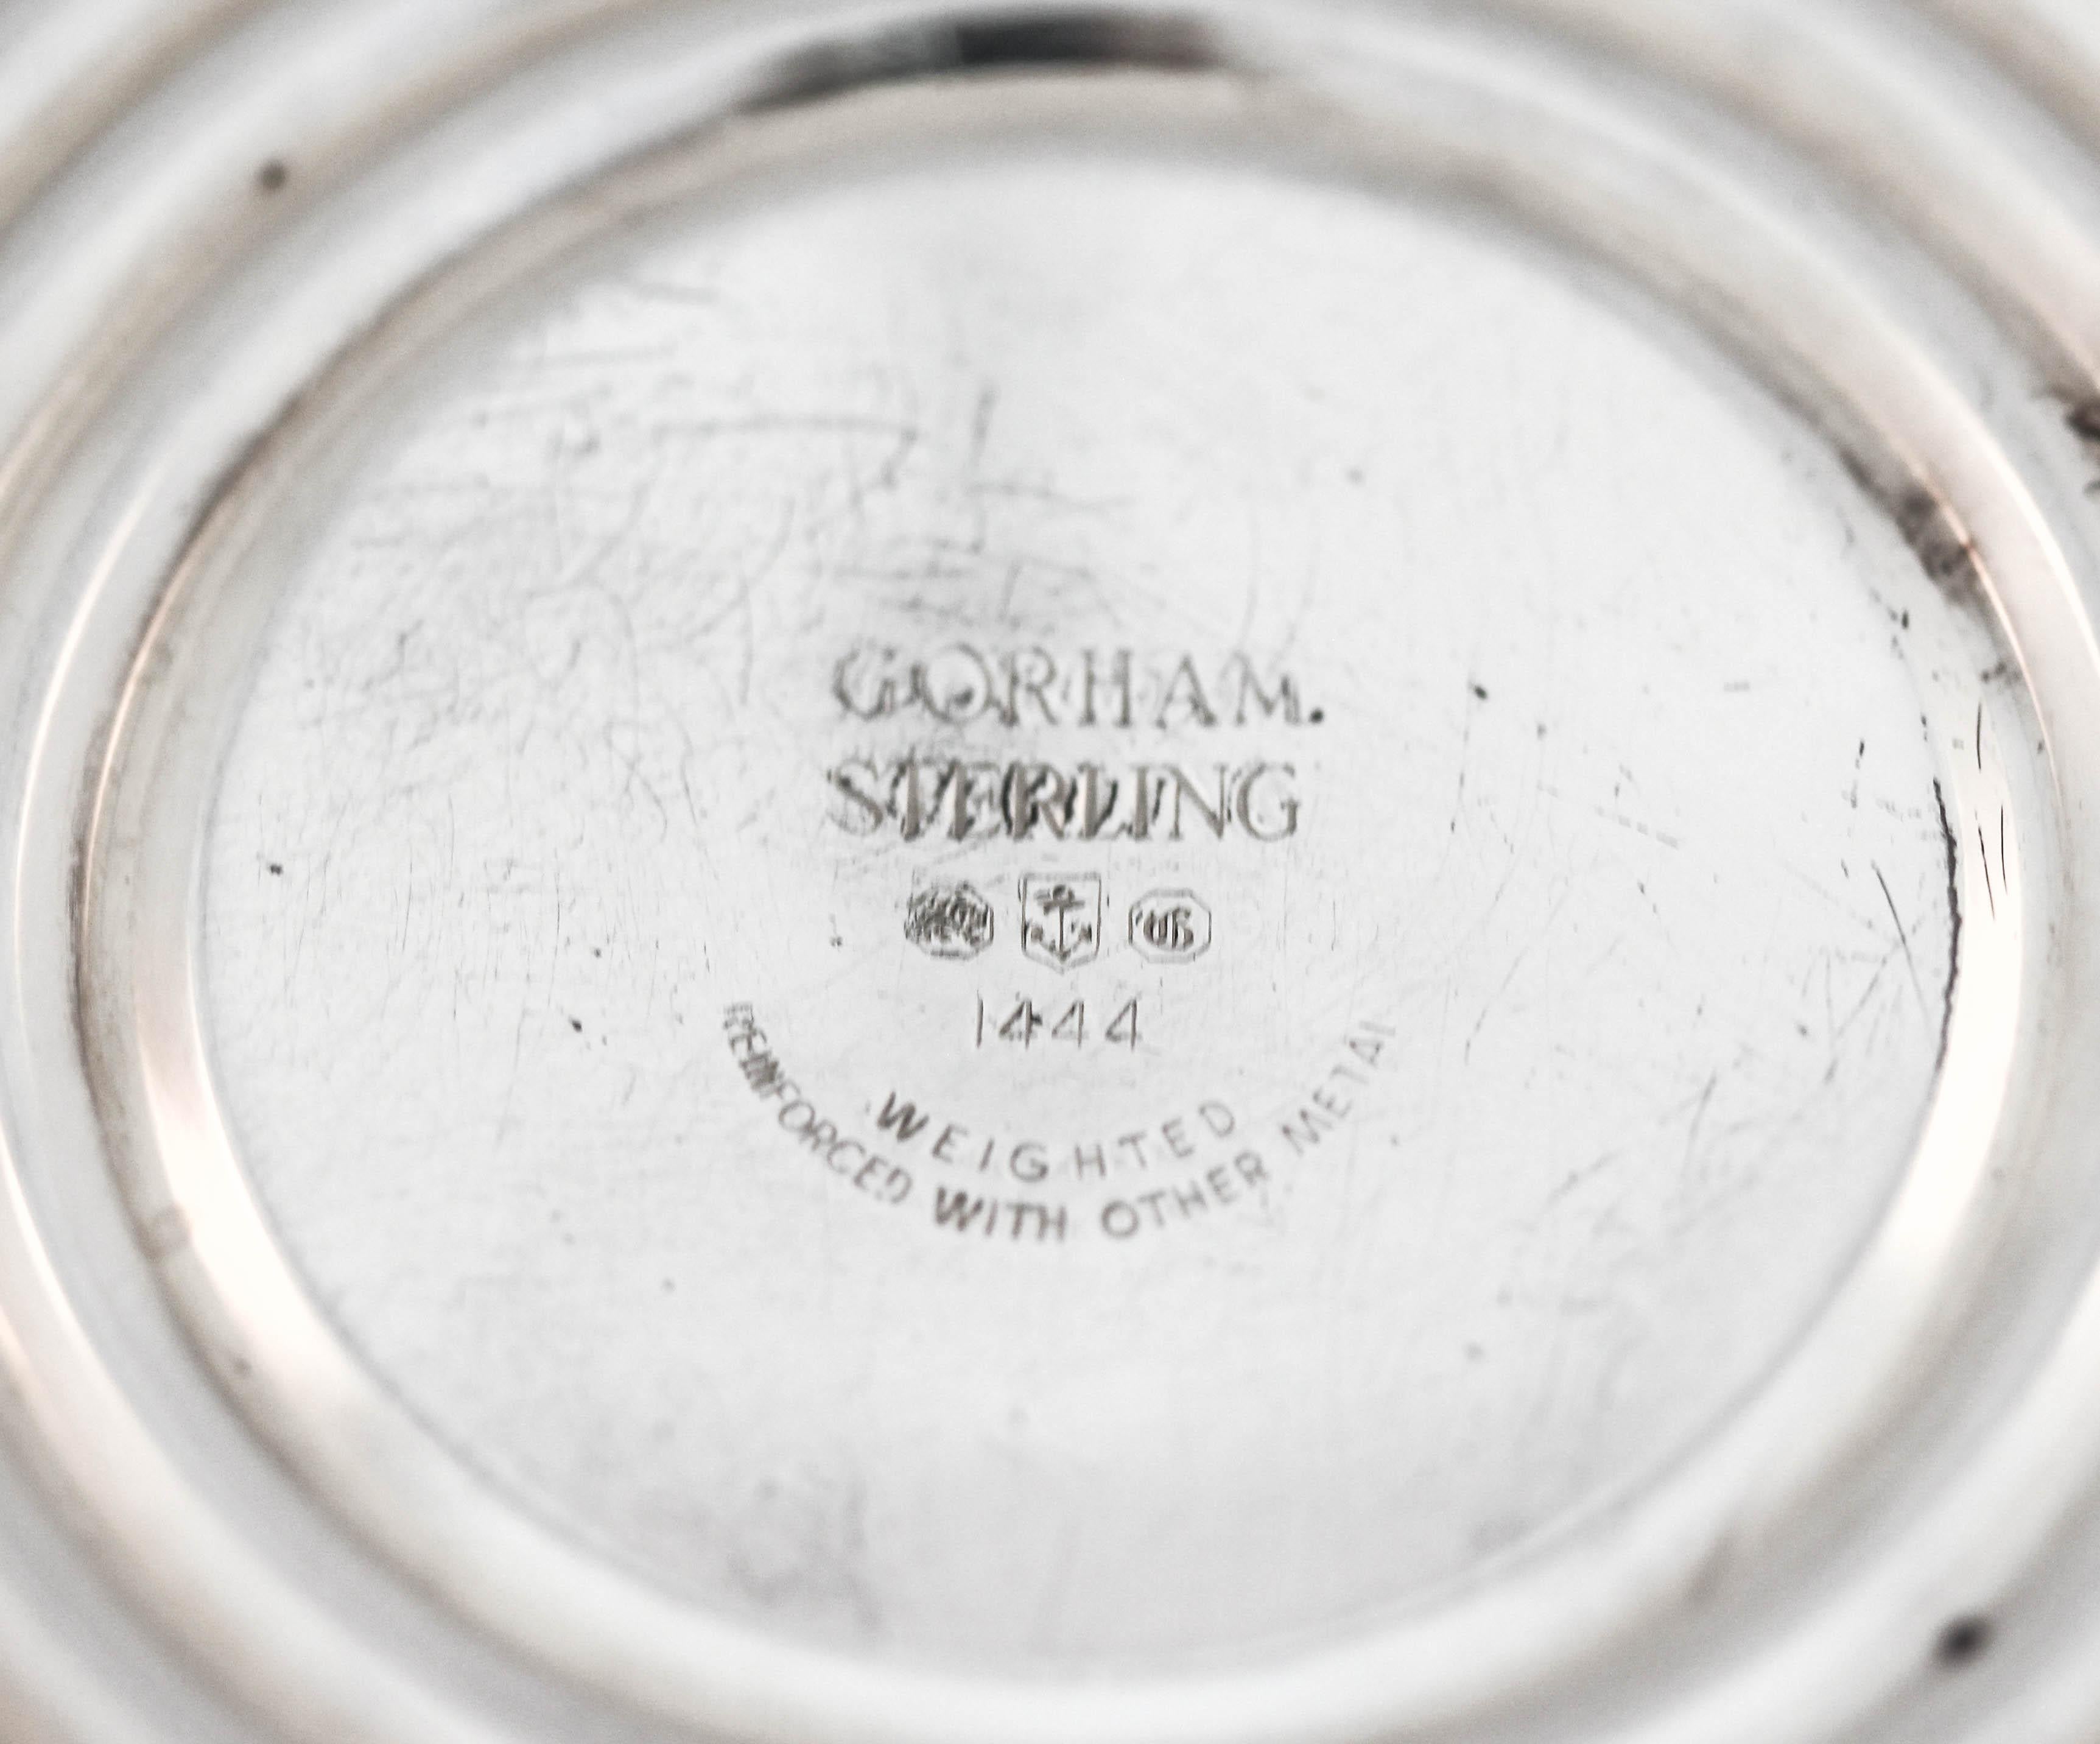 GORHAM.
STERLING
G
1444
WEIGHTED
REINFORCED WITH OTHER METAL